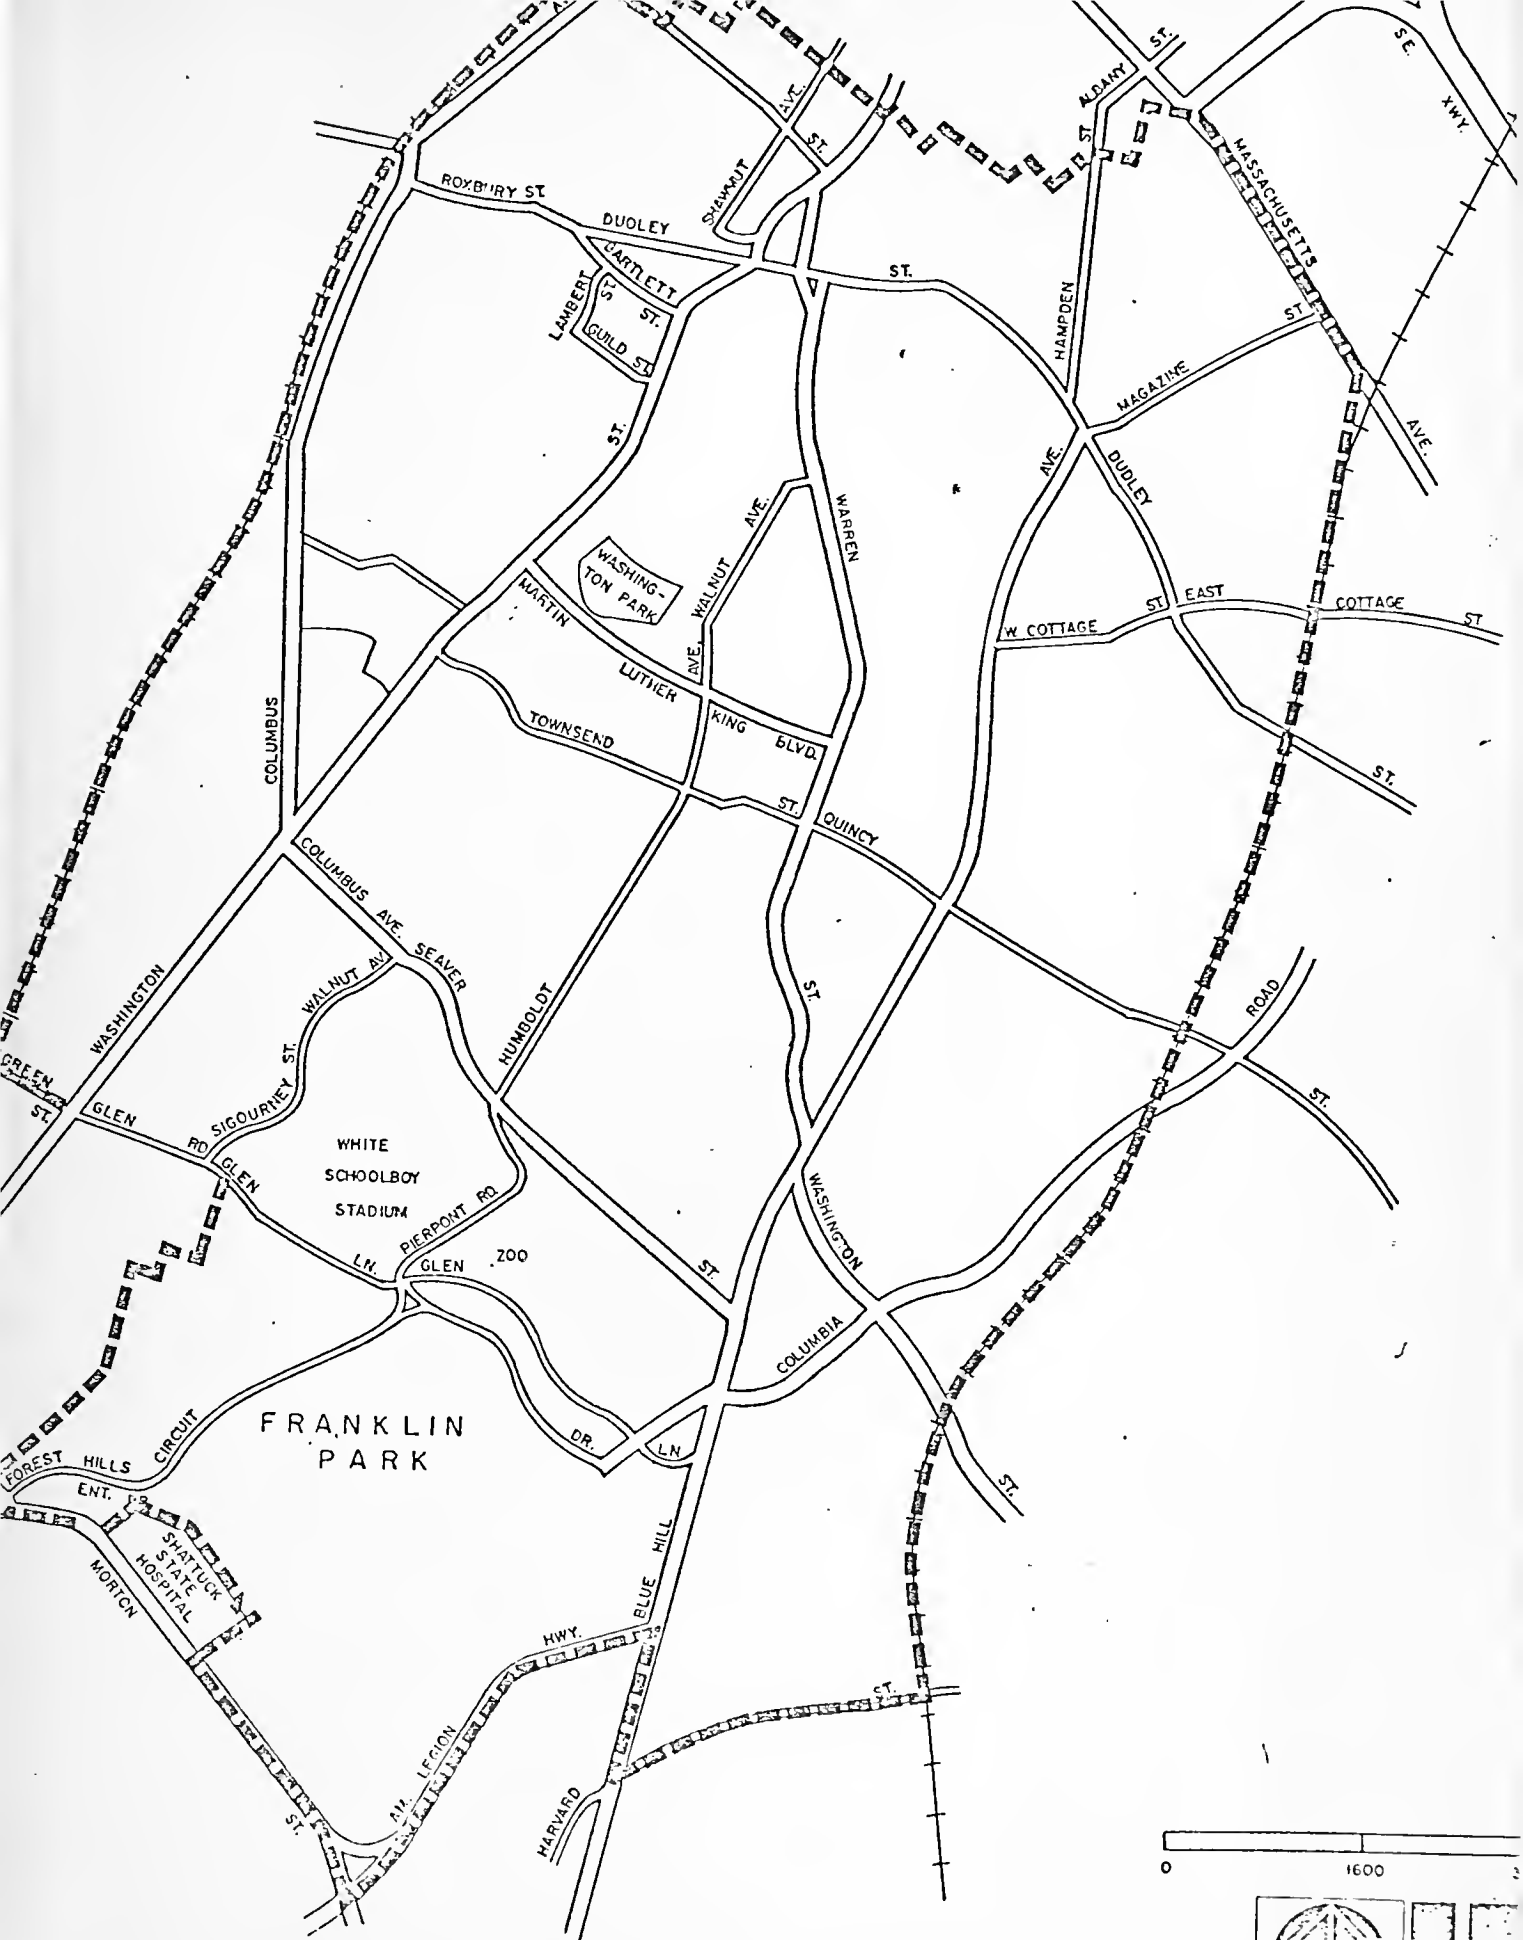 ST.
S.E.
ALBANY
AVE.
XWY.
ST
ST.
MASSACHUSETTS
SHAWMUT
ROXBURY ST.
DUDLEY
BARTLETT
ST.
LAMBERT
ST.
HAMPDEN
ST.
ST.
GUILD ST.
MAGAZINE
ST.
AVE.
AVE.
DUDLEY
AVE.
WARREN
WASHING-
TON PARK
WALNUT
MARTIN
ST.
EAST
COTTAGE
ST
W. COTTAGE
AVE.
LUTHER
KING
BLVD.
COLUMBUS
TOWNSEND
ST.
ST.
QUINCY
COLUMBUS
AVE.
SEAVER
WALNUT AV.
WASHINGTON
ST.
ROAD
HUMBOLDT
ST.
GREEN
ST.
GLEN
RD
SIGOURNEY
ST.
GLEN
WHITE
SCHOOLBOY
STADIUM
PIERPONT RD.
WASHINGTON
LN.
GLEN
ZOO
ST.
COLUMBIA
FRANKLIN
PARK
CIRCUIT
DR.
LN
FOREST
HILLS
ENT.
ST.
SHATTUCK
STATE
HOSPITAL
MORTON
HILL
BLUE
HWY.
ST.
LEGION
AM.
ST.
HARVARD
0
1600